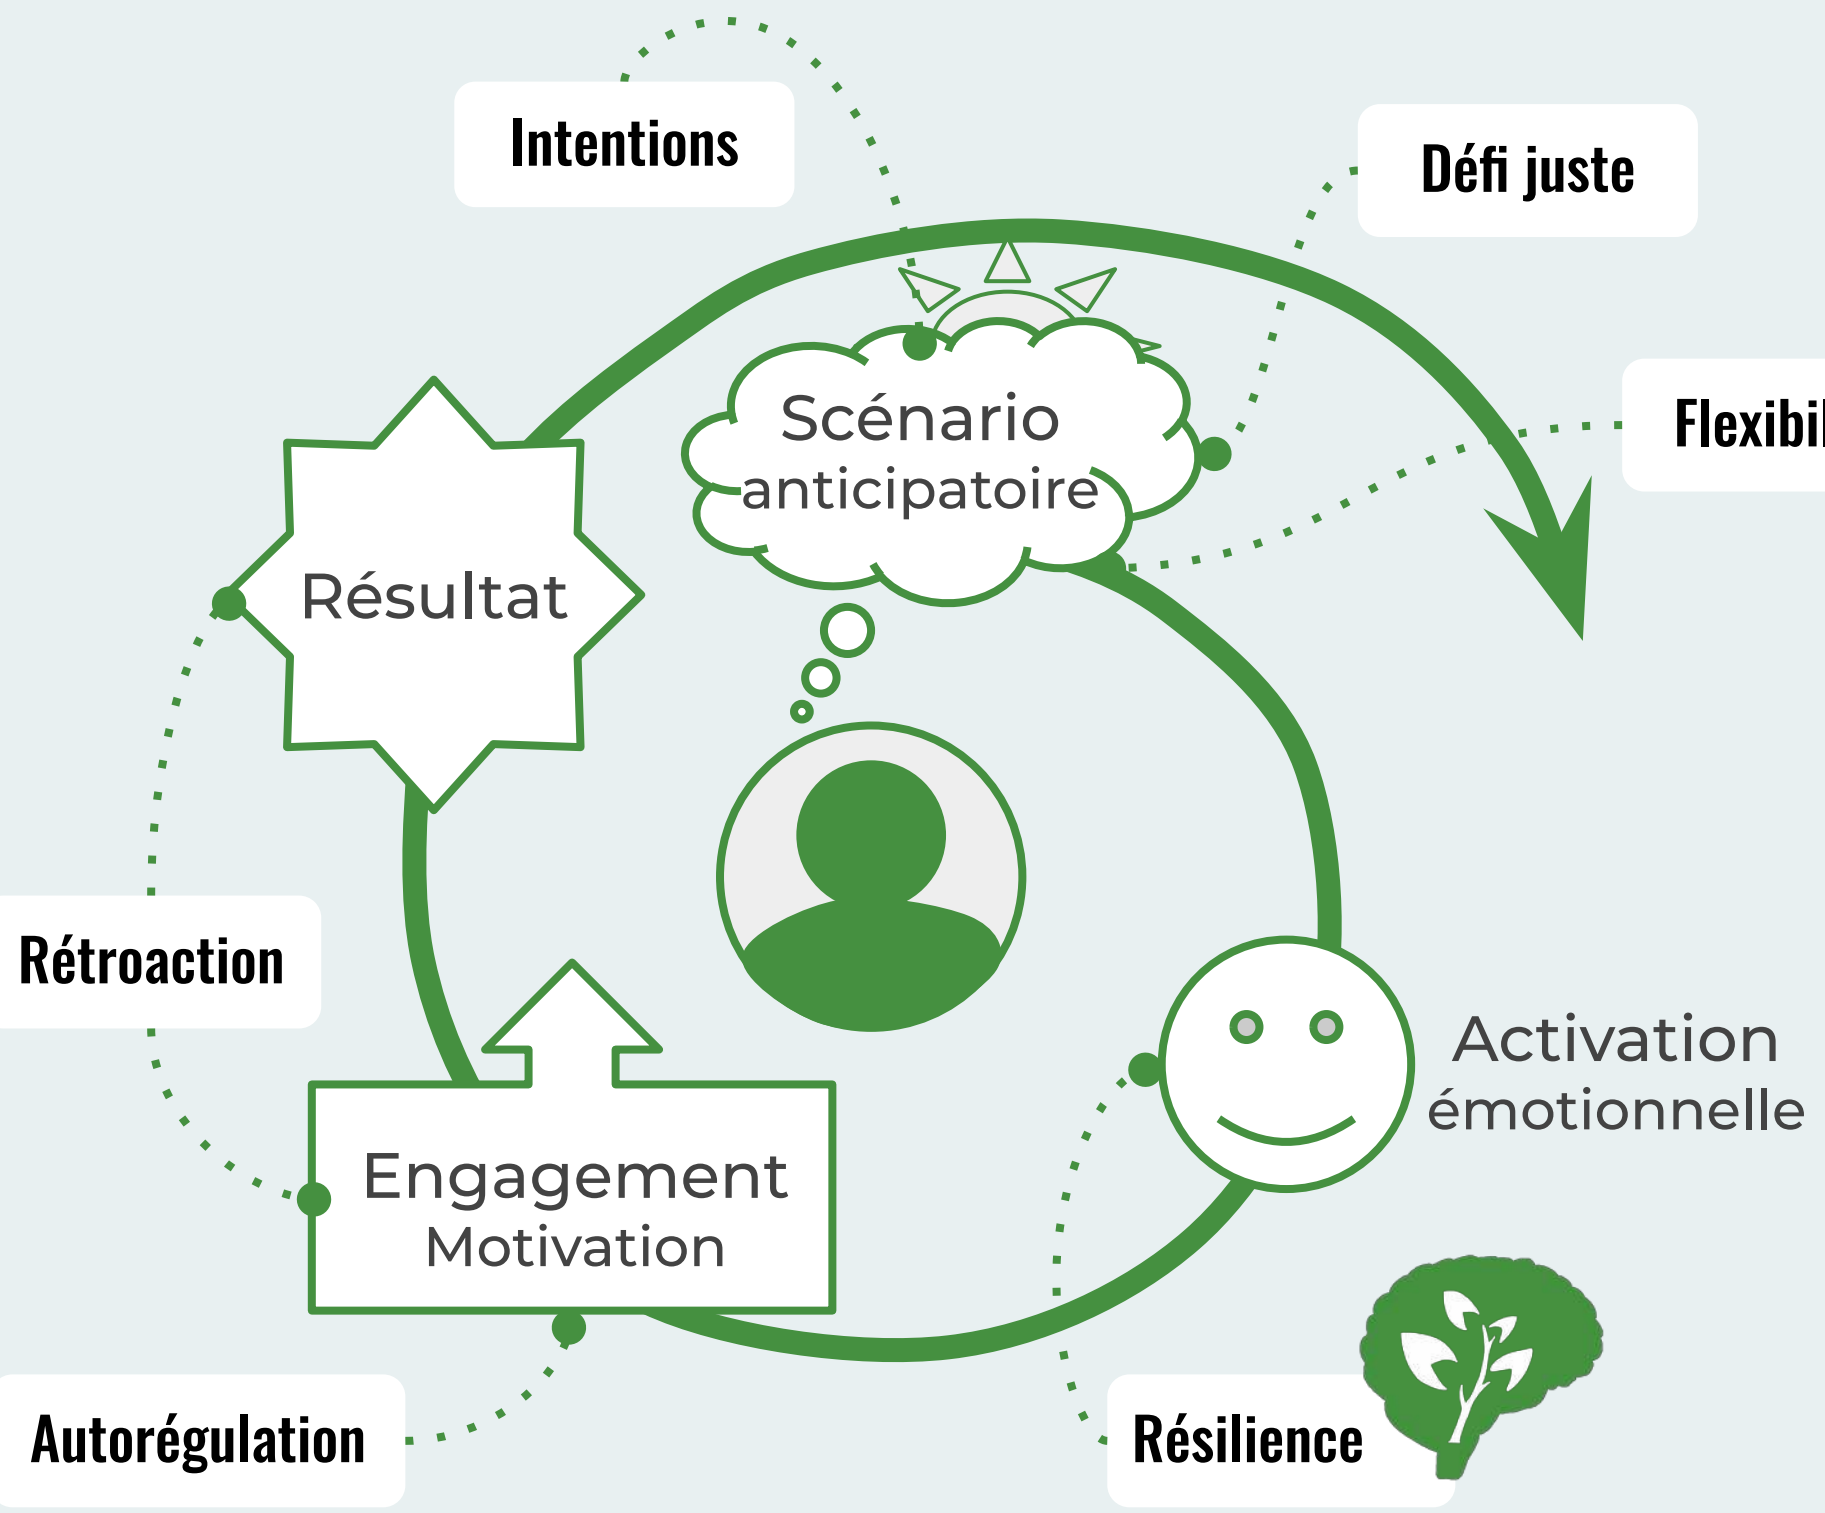 Intentions
Défi juste
Scénario
anticipatoire
Résultat
Rétroaction
Activation
émotionnelle
Engagement
Motivation
Autorégulation
Résilience